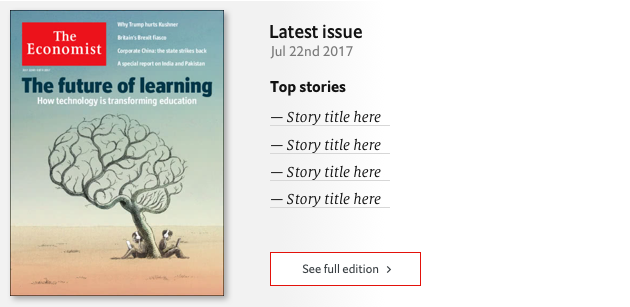 The
Economist
Why Trump hurts Rushner
Britain's Brexit Fiasco
Corporate China: the state strikes back
A special report on India and Pakistan
The future of learning
How technology is transforming education
Latest issue
Jul 22nd 2017
Top stories
— Story title here
— Story title here
— Story title here
— Story title here
See full edition >